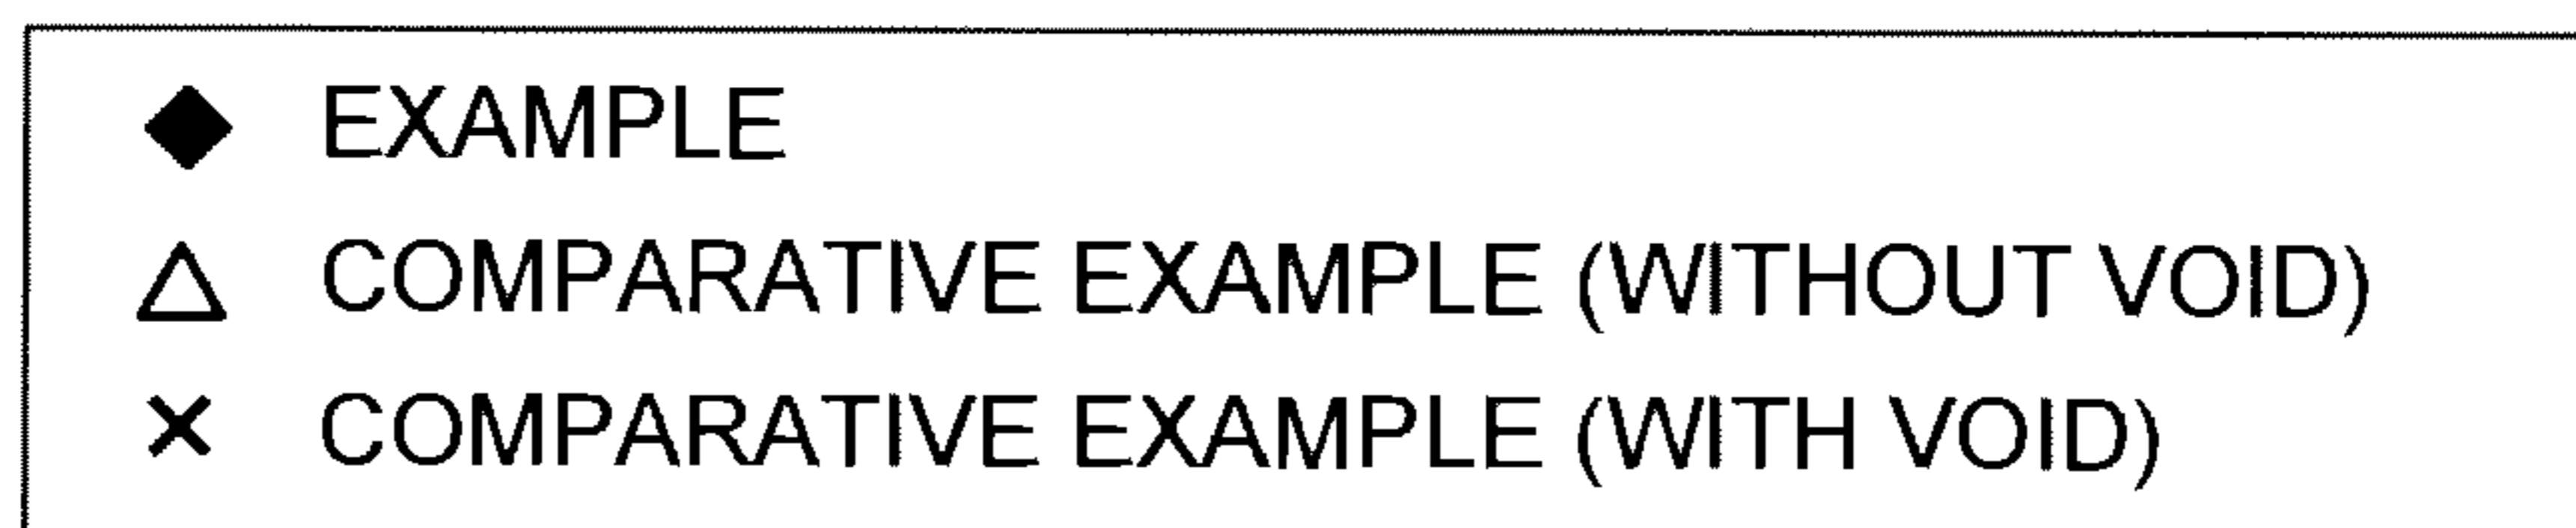 EXAMPLE
COMPARATIVE EXAMPLE (WITHOUT VOID)
COMPARATIVE EXAMPLE (WITH VOID)